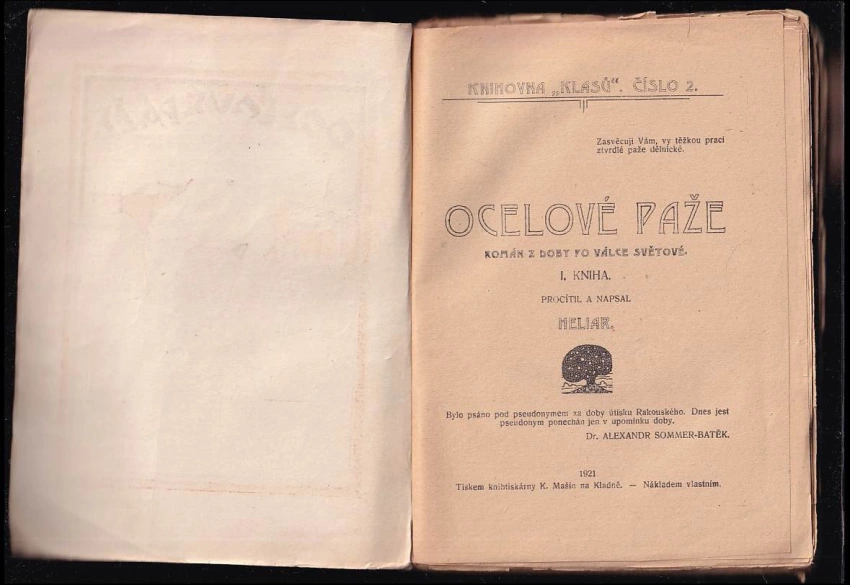 KNIHOVNA „KLASŮ“. ČÍSLO 2.
Zasvěcuji Vám, vy těžkou prací
ztvrdlé paže dělnické.
OCELOVÉ PAŽE
ROMÁN Z DOBY PO VÁLCE SVĚTOVÉ.
I. KNIHA.
PROCÍTIL A NAPSAL
HELIAR.
Bylo psáno pod pseudonymem za doby útisku Rakouského. Dnes jest
pseudonym ponechán jen v upomínku doby.
Dr. ALEXANDR SOMMER-BATĚK.
1921
Tiskem knihtiskárny K. Mašín na Kladně. — Nákladem vlastním.